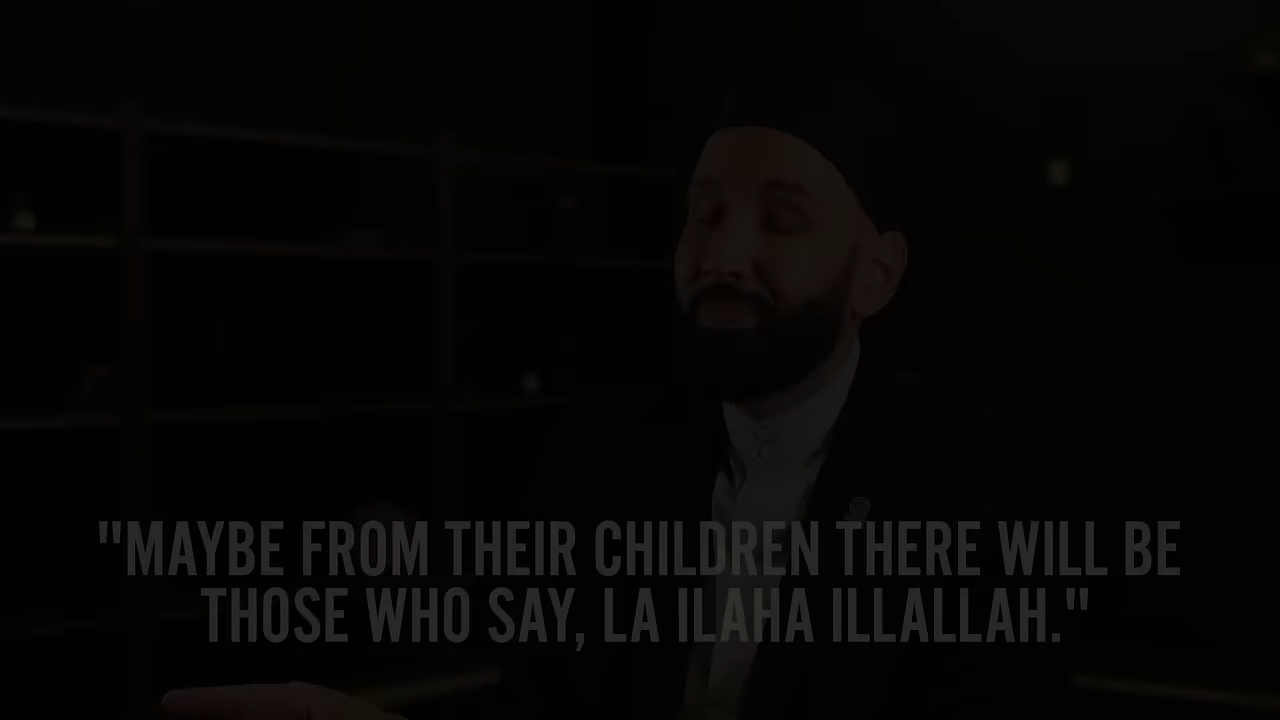 "MAYBE FROM THEIR CHILDREN THERE WILL BE
THOSE WHO SAY, LA ILAHA ILLALLAH."